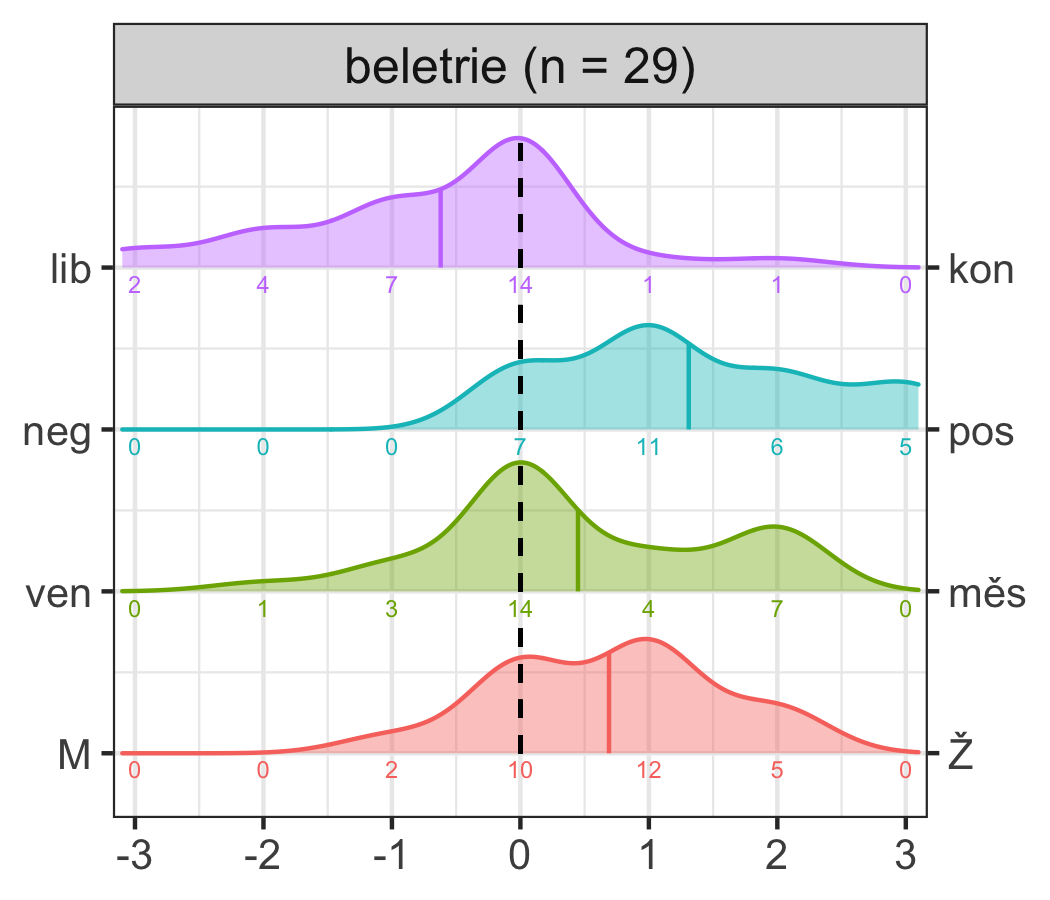 beletrie (n = 29)
lib kon
2 4 7 14 1 1 0
neg pos
0 0 0 7 11 6 5
ven měs
0 1 3 14 4 7 0
M Ž
0 0 2 10 12 5 0
-3 -2 -1 0 1 2 3